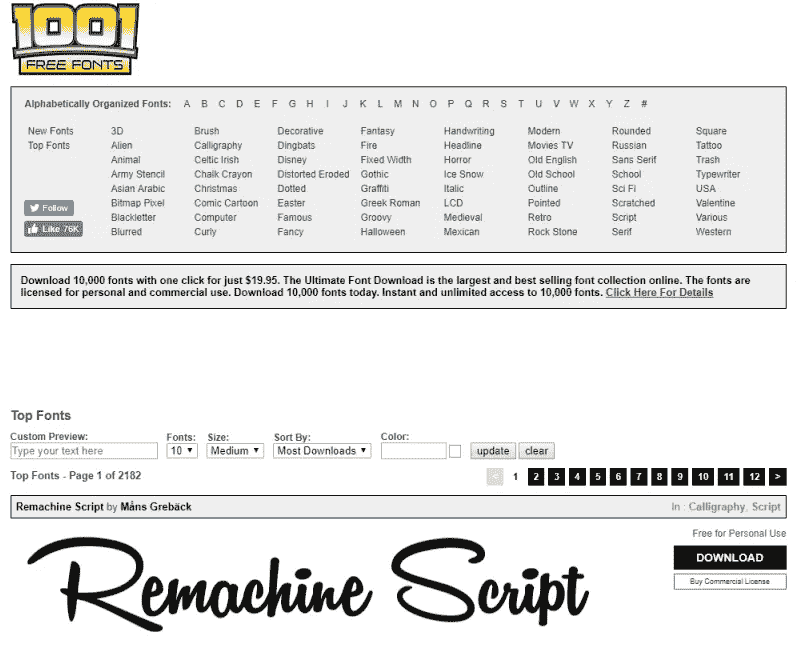 1001
FREE FONTS
Alphabetically Organized Fonts: A B C D E F G H I J K L M N O P Q R S T U V W X Y Z #
New Fonts 3D Brush Decorative Fantasy Handwriting Modern Rounded Square
Top Fonts Alien Calligraphy Dingbats Fire Headline Movies TV Russian Tattoo
Animal Celtic Irish Disney Fixed Width Horror Old English Sans Serif Trash
Army Stencil Chalk Crayon Distorted Eroded Gothic Ice Snow Old School School Typewriter
Asian Arabic Christmas Dotted Graffiti Italic Outline Sci Fi USA
Follow Bitmap Pixel Comic Cartoon Easter Greek Roman LCD Pointed Scratched Valentine
Like 76K Blackletter Computer Famous Groovy Medieval Retro Script Various
Blurred Curly Fancy Halloween Mexican Rock Stone Serif Western
Download 10,000 fonts with one click for just $19.95. The Ultimate Font Download is the largest and best selling font collection online. The fonts are
licensed for personal and commercial use. Download 10,000 fonts today. Instant and unlimited access to 10,000 fonts. Click Here For Details
Top Fonts
Custom Preview: Fonts: Size: Sort By: Color:
Type your text here 10 Medium Most Downloads update clear
Top Fonts - Page 1 of 2182 < 1 2 3 4 5 6 7 8 9 10 11 12 >
Remachine Script by Måns Grebäck In : Calligraphy, Script
Free for Personal Use
DOWNLOAD
Buy Commercial License
Remachine Script